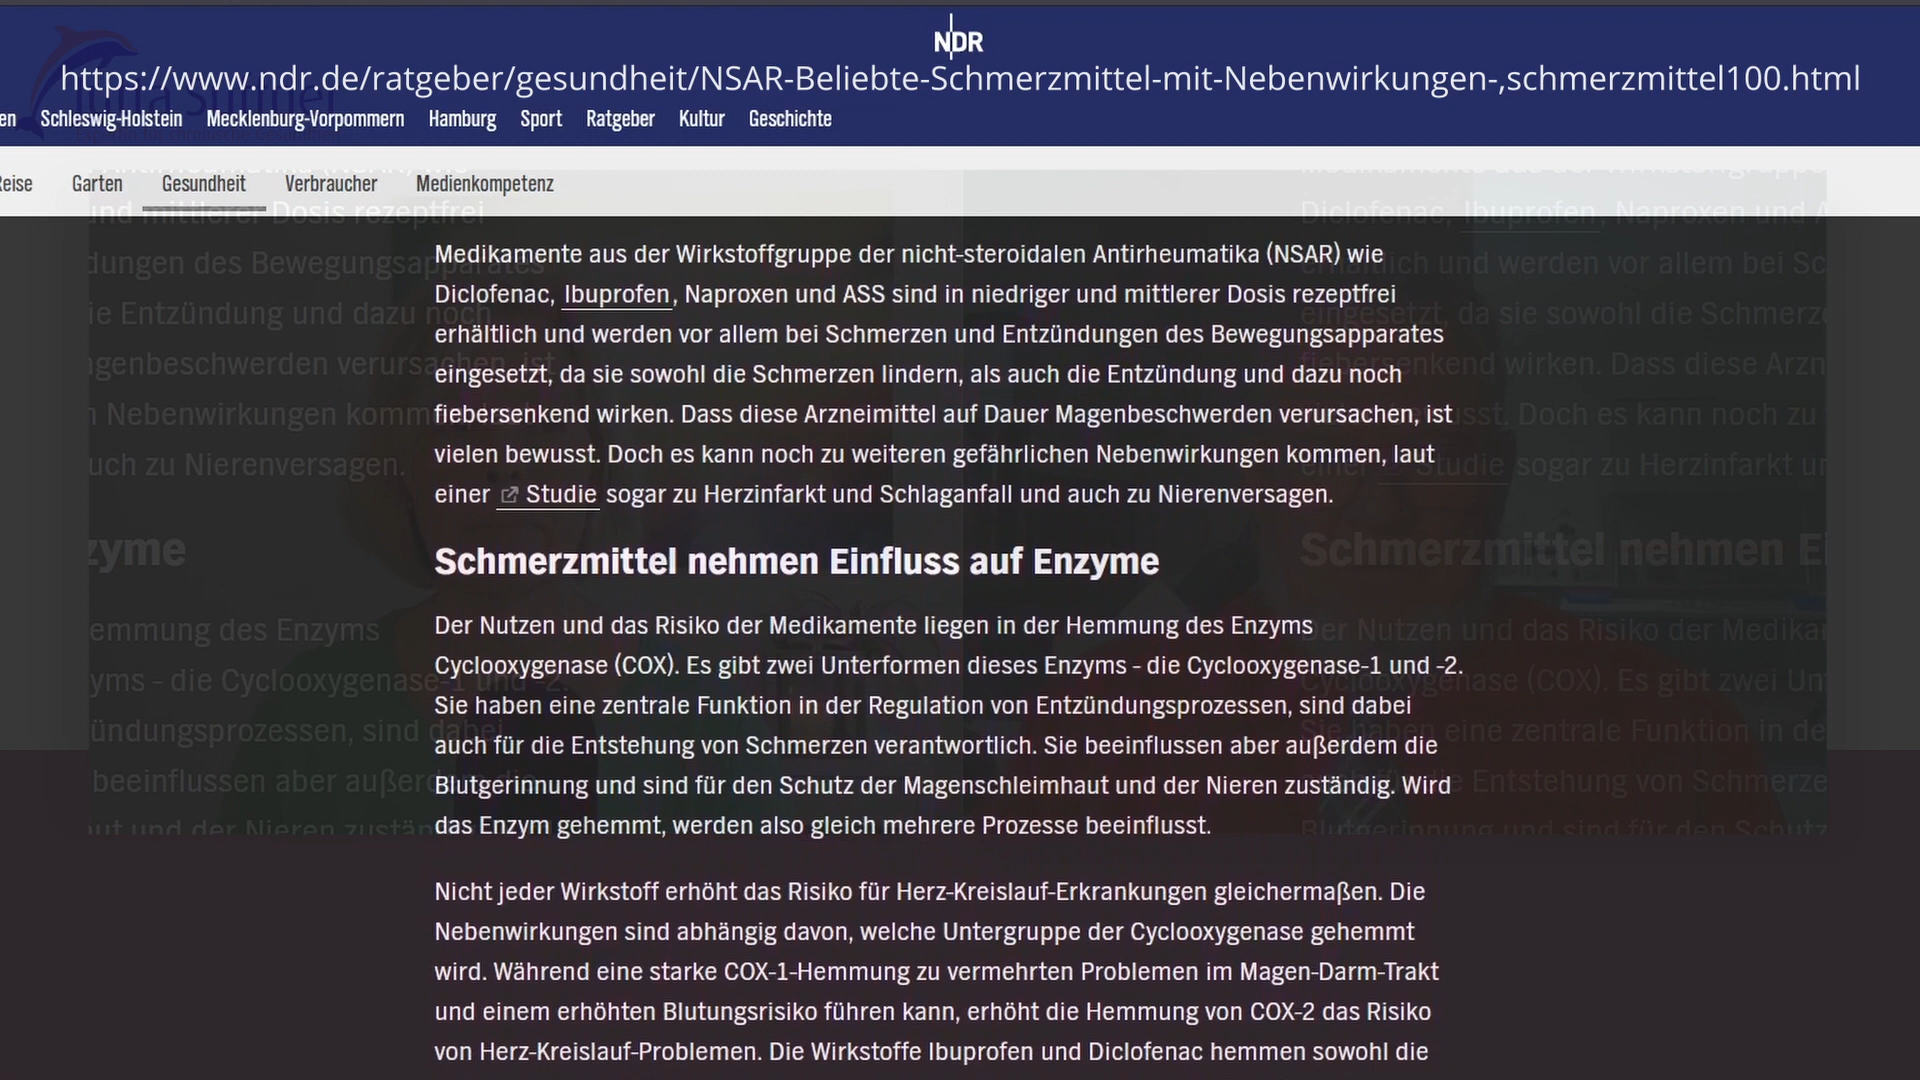 NDR
https://www.ndr.de/ratgeber/gesundheit/NSAR-Beliebte-Schmerzmittel-mit-Nebenwirkungen-,schmerzmittel100.html
en Schleswig-Holstein Mecklenburg-Vorpommern Hamburg Sport Ratgeber Kultur Geschichte
Reise Garten Gesundheit Verbraucher Medienkompetenz
Medikamente aus der Wirkstoffgruppe der nicht-steroidalen Antirheumatika (NSAR) wie
Diclofenac, Ibuprofen, Naproxen und ASS sind in niedriger und mittlerer Dosis rezeptfrei
erhältlich und werden vor allem bei Schmerzen und Entzündungen des Bewegungsapparates
eingesetzt, da sie sowohl die Schmerzen lindern, als auch die Entzündung und dazu noch
fiebersenkend wirken. Dass diese Arzneimittel auf Dauer Magenbeschwerden verursachen, ist
vielen bewusst. Doch es kann noch zu weiteren gefährlichen Nebenwirkungen kommen, laut
einer Studie sogar zu Herzinfarkt und Schlaganfall und auch zu Nierenversagen.
Schmerzmittel nehmen Einfluss auf Enzyme
Der Nutzen und das Risiko der Medikamente liegen in der Hemmung des Enzyms
Cyclooxygenase (COX). Es gibt zwei Unterformen dieses Enzyms - die Cyclooxygenase-1 und -2.
Sie haben eine zentrale Funktion in der Regulation von Entzündungsprozessen, sind dabei
auch für die Entstehung von Schmerzen verantwortlich. Sie beeinflussen aber außerdem die
Blutgerinnung und sind für den Schutz der Magenschleimhaut und der Nieren zuständig. Wird
das Enzym gehemmt, werden also gleich mehrere Prozesse beeinflusst.
Nicht jeder Wirkstoff erhöht das Risiko für Herz-Kreislauf-Erkrankungen gleichermaßen. Die
Nebenwirkungen sind abhängig davon, welche Untergruppe der Cyclooxygenase gehemmt
wird. Während eine starke COX-1-Hemmung zu vermehrten Problemen im Magen-Darm-Trakt
und einem erhöhten Blutungsrisiko führen kann, erhöht die Hemmung von COX-2 das Risiko
von Herz-Kreislauf-Problemen. Die Wirkstoffe Ibuprofen und Diclofenac hemmen sowohl die